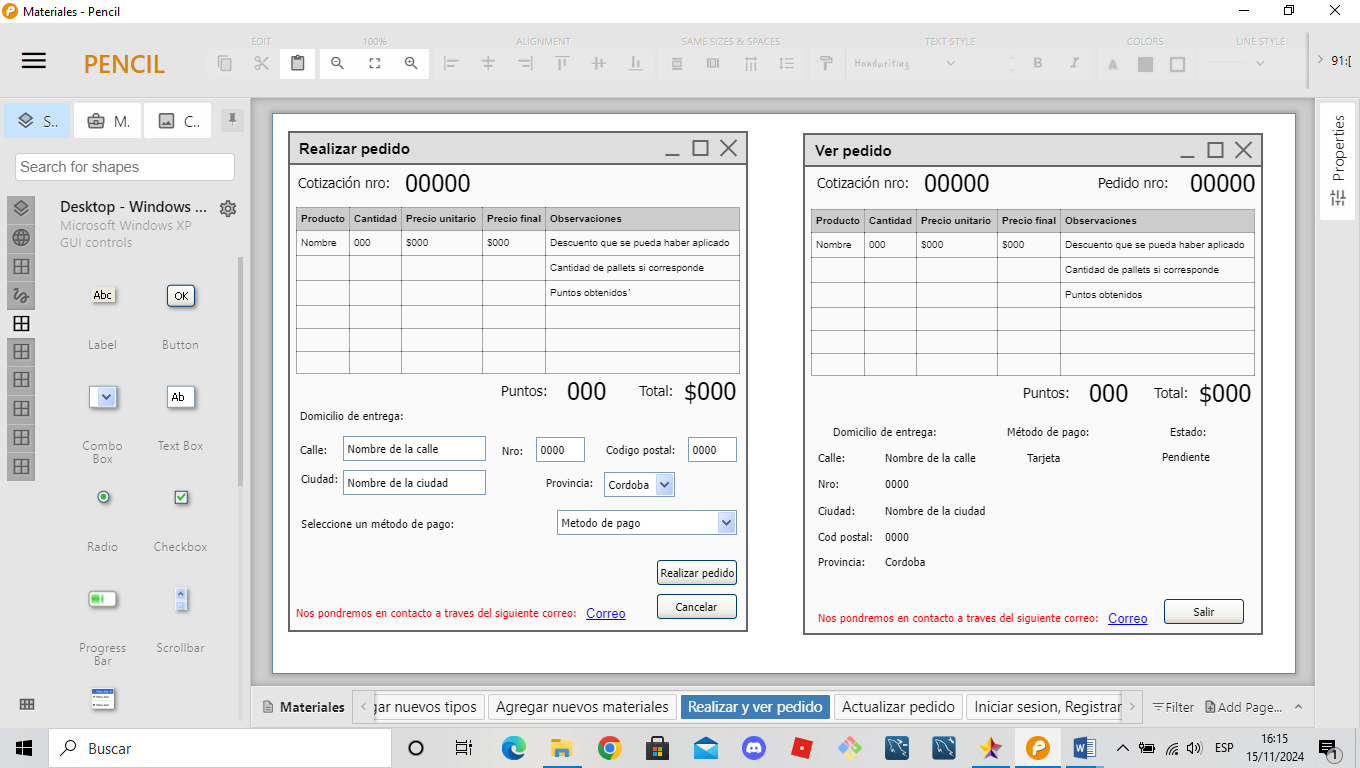 Materiales - Pencil
PENCIL
EDIT
100%
ALIGNMENT
SAME SIZES & SPACES
TEXT STYLE
COLORS
LINE STYLE
Handwriting
B
I
A
91:[
S..
M.
C..
Search for shapes
Desktop - Windows ...
Microsoft Windows XP
GUI controls
Abc
OK
Label
Button
Ab
Combo
Box
Text Box
Radio
Checkbox
Progress
Bar
Scrollbar
Realizar pedido
Cotización nro: 00000
Producto Cantidad Precio unitario Precio final Observaciones
Nombre 000 $000 $000 Descuento que se pueda haber aplicado
Cantidad de pallets si corresponde
Puntos obtenidos´
Puntos: 000 Total: $000
Domicilio de entrega:
Calle: Nombre de la calle Nro: 0000 Codigo postal: 0000
Ciudad: Nombre de la ciudad Provincia: Cordoba
Seleccione un método de pago: Metodo de pago
Realizar pedido
Cancelar
Nos pondremos en contacto a traves del siguiente correo: Correo
Ver pedido
Cotización nro: 00000 Pedido nro: 00000
Producto Cantidad Precio unitario Precio final Observaciones
Nombre 000 $000 $000 Descuento que se pueda haber aplicado
Cantidad de pallets si corresponde
Puntos obtenidos
Puntos: 000 Total: $000
Domicilio de entrega: Método de pago: Estado:
Calle: Nombre de la calle Tarjeta Pendiente
Nro: 0000
Ciudad: Nombre de la ciudad
Cod postal: 0000
Provincia: Cordoba
Nos pondremos en contacto a traves del siguiente correo: Correo
Salir
Properties
Materiales
gar nuevos tipos
Agregar nuevos materiales
Realizar y ver pedido
Actualizar pedido
Iniciar sesion, Registrar
Filter
Add Page...
Buscar
ESP
16:15
15/11/2024
1